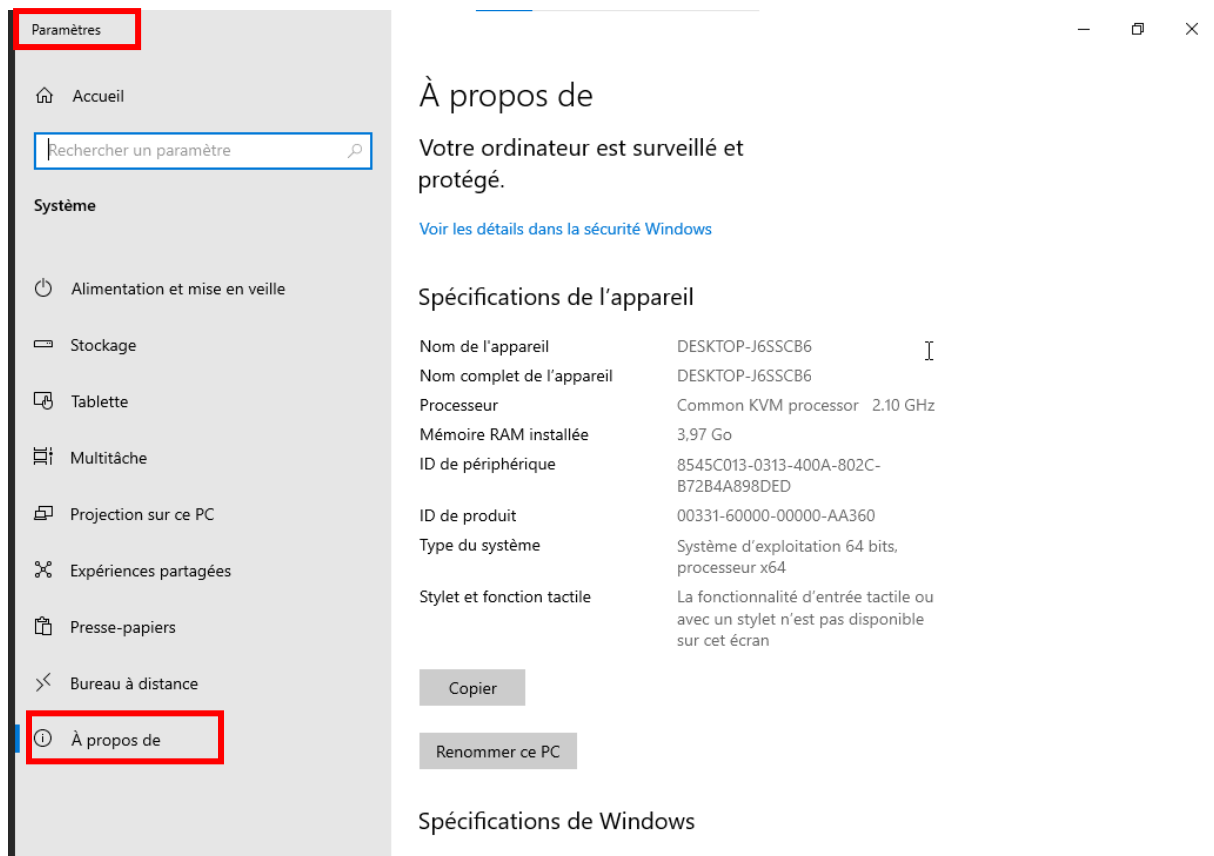 Paramètres
Accueil
Rechercher un paramètre
Système
Alimentation et mise en veille
Stockage
Tablette
Multitâche
Projection sur ce PC
Expériences partagées
Presse-papiers
Bureau à distance
À propos de
À propos de
Votre ordinateur est surveillé et
protégé.
Voir les détails dans la sécurité Windows
Spécifications de l'appareil
Nom de l'appareil DESKTOP-J6SSCB6
Nom complet de l'appareil DESKTOP-J6SSCB6
Processeur Common KVM processor 2.10 GHz
Mémoire RAM installée 3,97 Go
ID de périphérique 8545C013-0313-400A-802C-
B72B4A898DED
ID de produit 00331-60000-00000-AA360
Type du système Système d'exploitation 64 bits,
processeur x64
Stylet et fonction tactile La fonctionnalité d'entrée tactile ou
avec un stylet n'est pas disponible
sur cet écran
Copier
Renommer ce PC
Spécifications de Windows